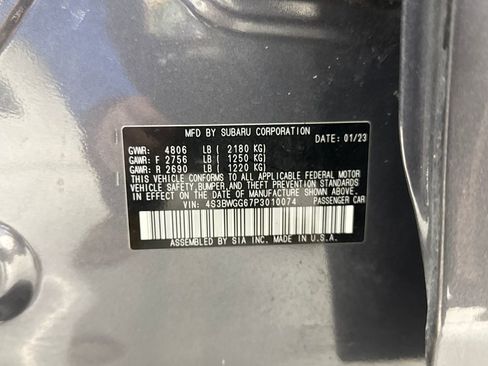 MFD BY SUBARU CORPORATION
DATE: 01/23
GVWR: 4806 LB ( 2180 KG)
GAWR: F 2756 LB ( 1250 KG)
GAWR: R 2690 LB ( 1220 KG)
THIS VEHICLE CONFORMS TO ALL APPLICABLE FEDERAL MOTOR
VEHICLE SAFETY, BUMPER, AND THEFT PREVENTION STANDARDS
IN EFFECT ON THE DATE OF MANUFACTURE SHOWN ABOVE.
VIN: 4S3BWGG67P3010074 PASSENGER CAR
ASSEMBLED BY SIA INC. MADE IN U.S.A.